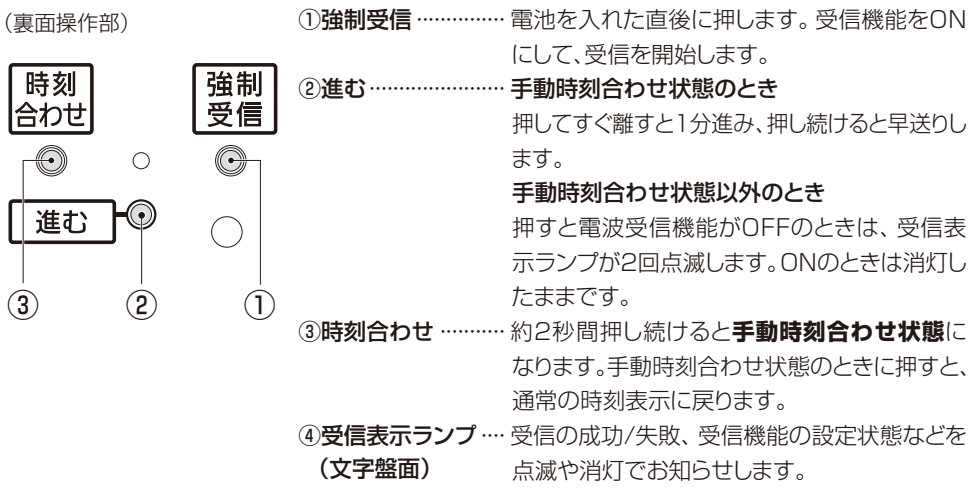 （裏面操作部）
時刻
合わせ
強制
受信
進む
③
②
①
①強制受信 …………… 電池を入れた直後に押します。受信機能をON
にして、受信を開始します。
②進む …………………… 手動時刻合わせ状態のとき
押してすぐ離すと1分進み、押し続けると早送りし
ます。
手動時刻合わせ状態以外のとき
押すと電波受信機能がOFFのときは、受信表
示ランプが2回点滅します。ONのときは消灯し
たままです。
③時刻合わせ ………… 約2秒間押し続けると手動時刻合わせ状態に
なります。手動時刻合わせ状態のときに押すと、
通常の時刻表示に戻ります。
④受信表示ランプ …. 受信の成功/失敗、受信機能の設定状態などを
（文字盤面） 点滅や消灯でお知らせします。